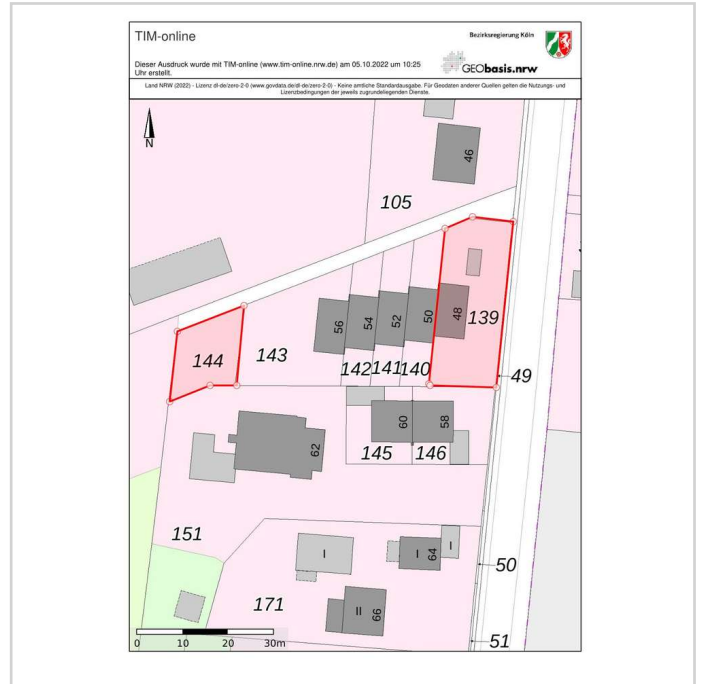 TIM-online
Bezirksregierung Köln
Dieser Ausdruck wurde mit TIM-online (www.tim-online.nrw.de) am 05.10.2022 um 10:25
Uhr erstellt.
GEObasis.nrw
Land NRW (2022) - Lizenz dl-de/zero-2-0 (www.govdata.de/dl-de/zero-2-0) - Keine amtliche Standardausgabe. Für Geodaten anderer Quellen gelten die Nutzungs- und
Lizenzbedingungen der jeweils zugrundeliegenden Dienste.
N
46
105
48
139
50
52
54
56
144
143
142
141
140
49
60
58
62
145
146
151
I
I
64
I
50
171
II
66
51
0 10 20 30m